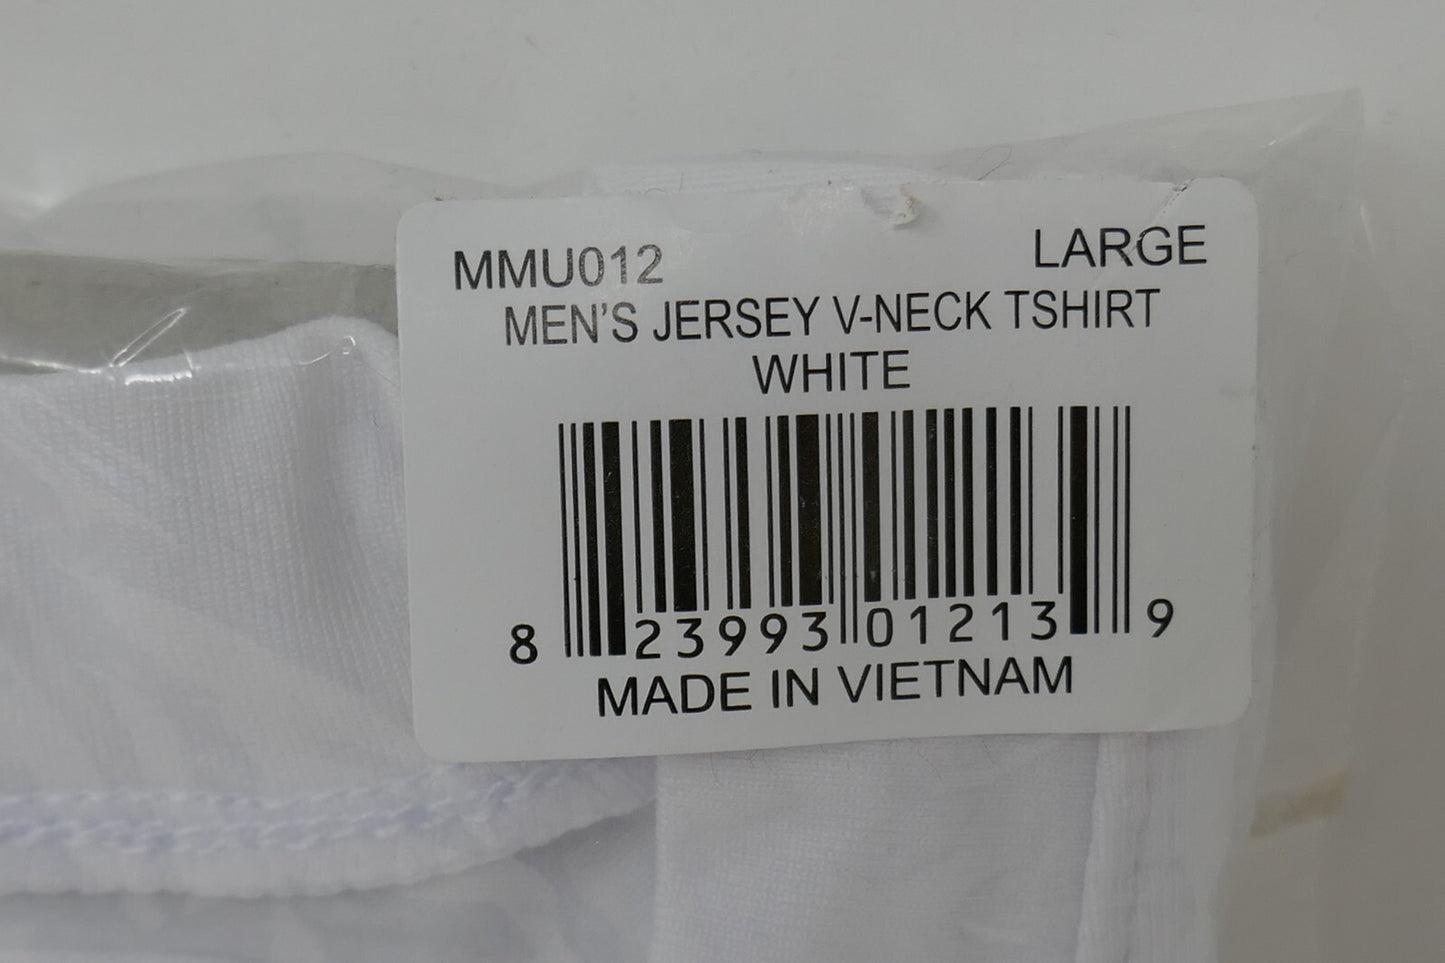 MMU012 LARGE
MEN'S JERSEY V-NECK TSHIRT
WHITE
8 23993 01213 9
MADE IN VIETNAM